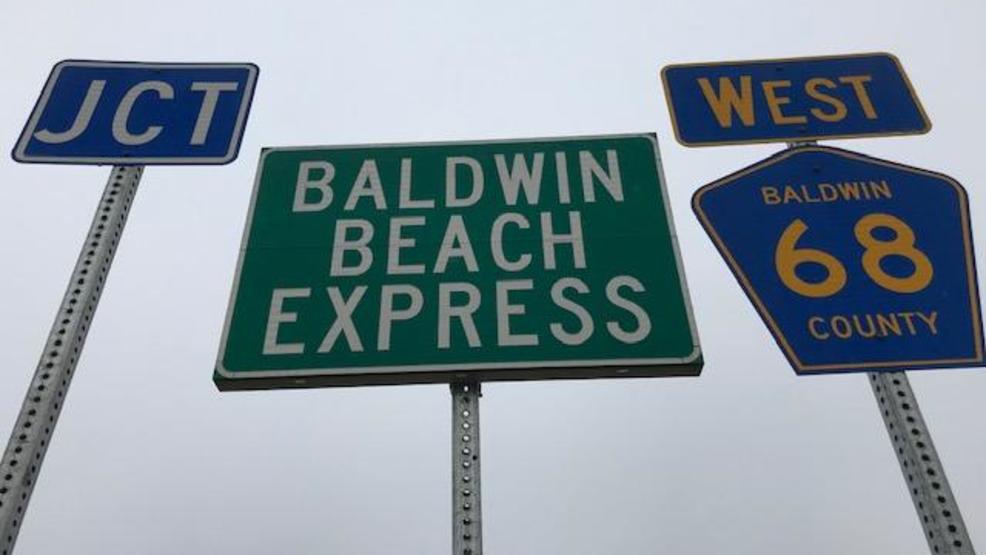 JCT
BALDWIN
BEACH
EXPRESS
WEST
BALDWIN
68
COUNTY